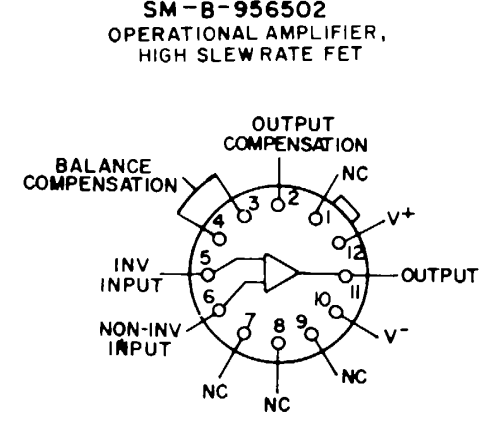 SM-B-956502
OPERATIONAL AMPLIFIER,
HIGH SLEW RATE FET
OUTPUT
COMPENSATION
BALANCE
COMPENSATION
NC
V+
3
2
1
4
12
INV
INPUT
5
11
OUTPUT
6
10
NON-INV
INPUT
7
8
9
V-
NC
NC
NC